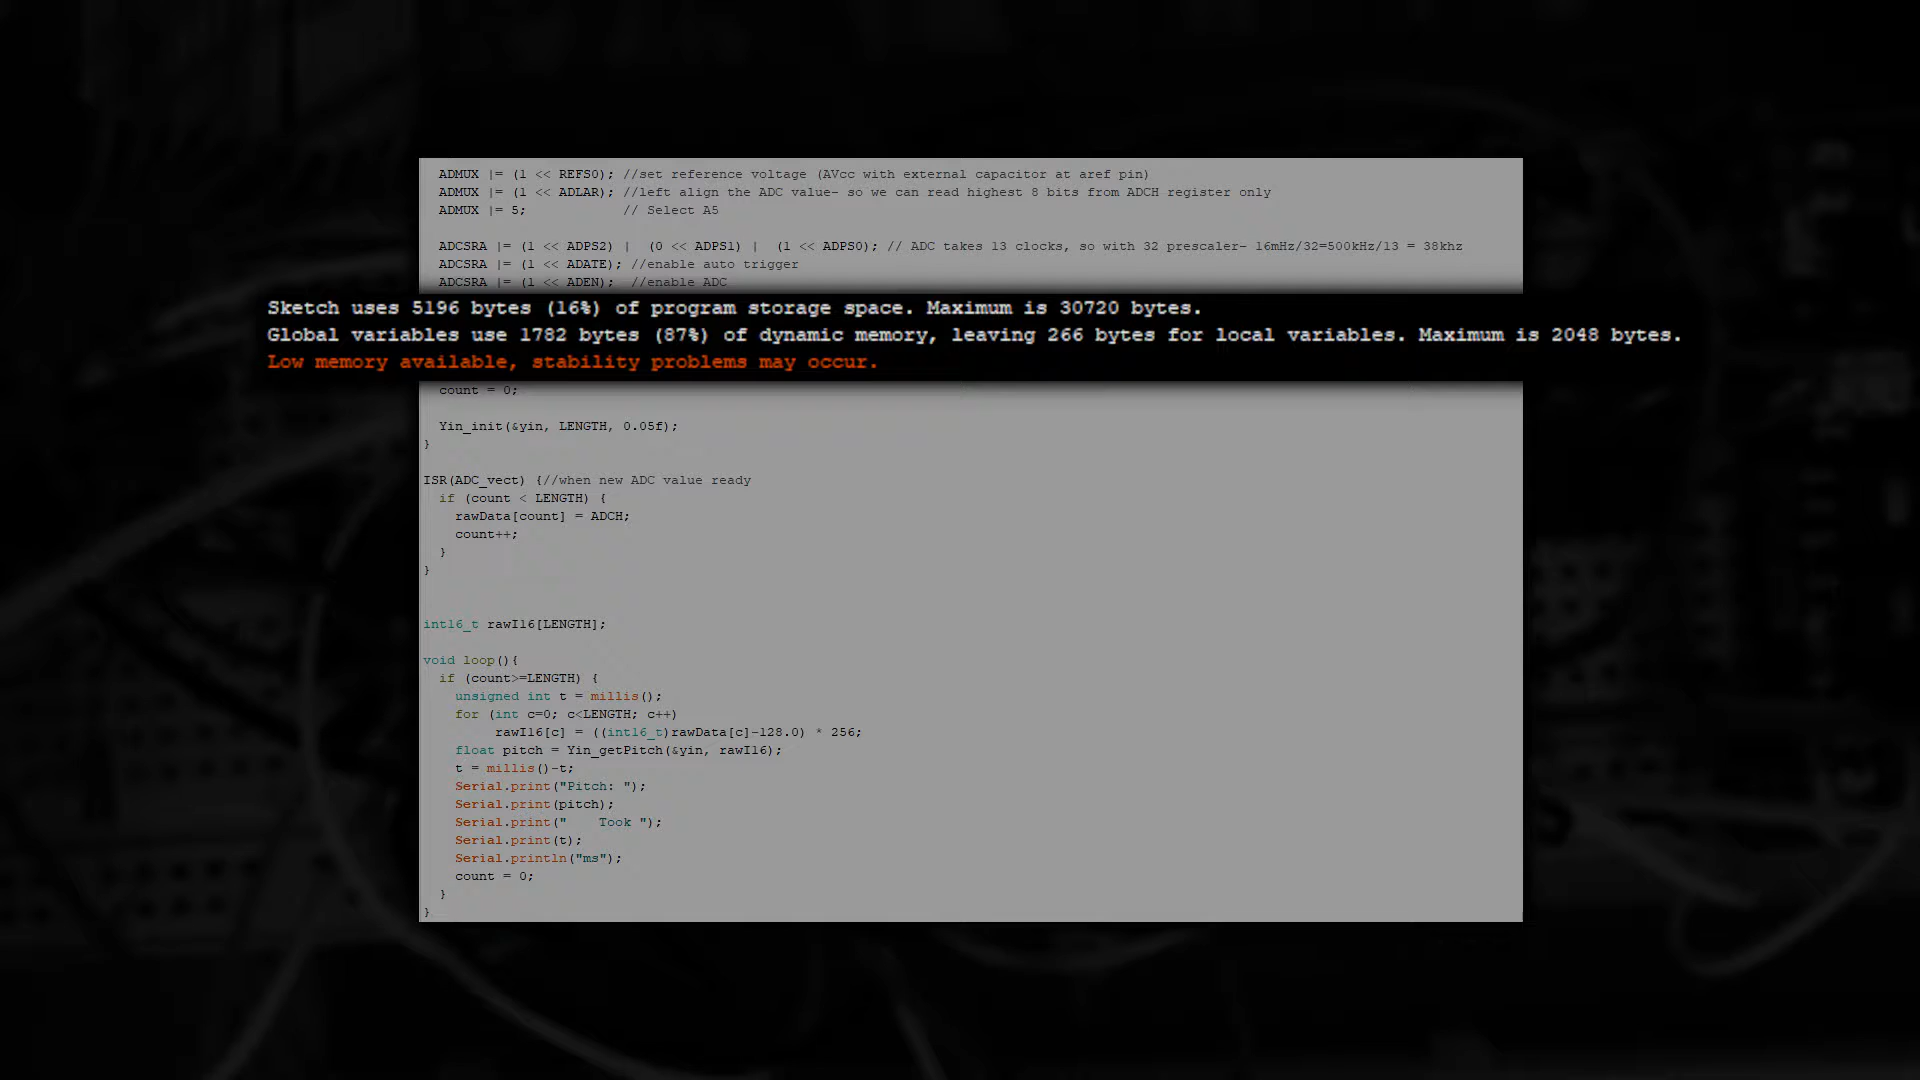 ADMUX |= (1 << REFS0); //set reference voltage (AVcc with external capacitor at aref pin)
ADMUX |= (1 << ADLAR); //left align the ADC value- so we can read highest 8 bits from ADCH register only
ADMUX |= 5; // Select A5
ADCSRA |= (1 << ADPS2) | (0 << ADPS1) | (1 << ADPS0); // ADC takes 13 clocks, so with 32 prescaler- 16mHz/32=500kHz/13 = 38khz
ADCSRA |= (1 << ADATE); //enable auto trigger
ADCSRA |= (1 << ADEN); //enable ADC
Sketch uses 5196 bytes (16%) of program storage space. Maximum is 30720 bytes.
Global variables use 1782 bytes (87%) of dynamic memory, leaving 266 bytes for local variables. Maximum is 2048 bytes.
Low memory available, stability problems may occur.
count = 0;
Yin_init(&yin, LENGTH, 0.05f);
}
ISR(ADC_vect) {//when new ADC value ready
if (count < LENGTH) {
rawData[count] = ADCH;
count++;
}
}
int16_t rawI16[LENGTH];
void loop(){
if (count>=LENGTH) {
unsigned int t = millis();
for (int c=0; c<LENGTH; c++)
rawI16[c] = ((int16_t)rawData[c]-128.0) * 256;
float pitch = Yin_getPitch(&yin, rawI16);
t = millis()-t;
Serial.print("Pitch: ");
Serial.print(pitch);
Serial.print("    Took ");
Serial.print(t);
Serial.println("ms");
count = 0;
}
}